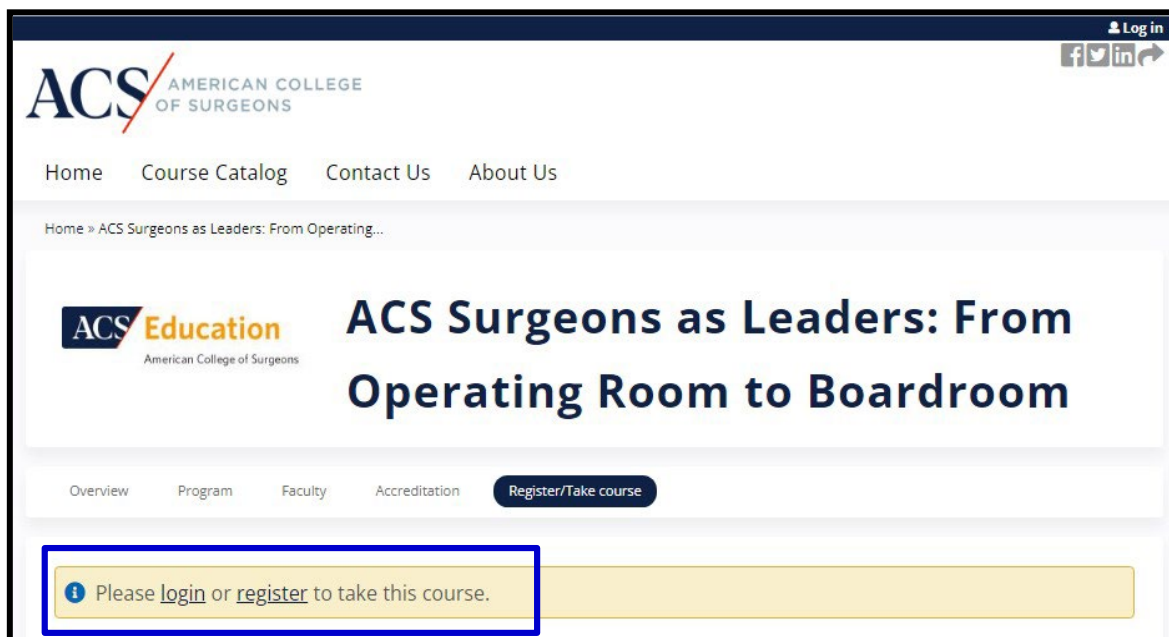 Log in
ACS AMERICAN COLLEGE
OF SURGEONS
Home Course Catalog Contact Us About Us
Home » ACS Surgeons as Leaders: From Operating...
ACS Education
American College of Surgeons
ACS Surgeons as Leaders: From
Operating Room to Boardroom
Overview Program Faculty Accreditation Register/Take course
Please login or register to take this course.